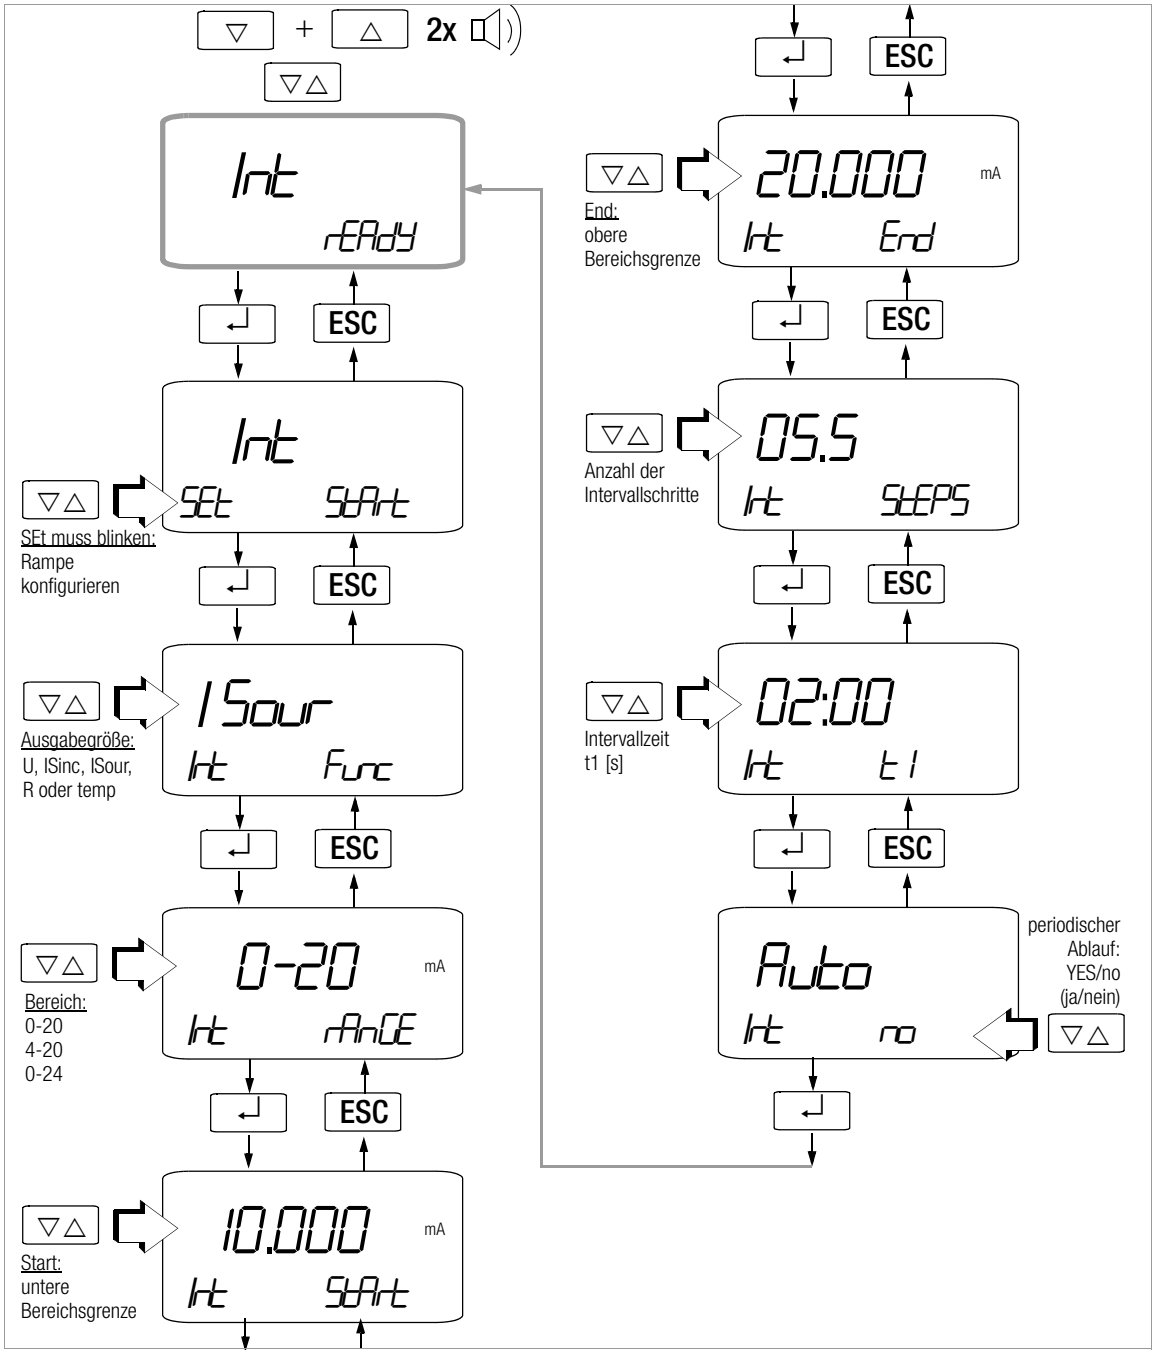 ▽ + △ 2x
▽△
Int
rEAdY
↵ ESC
Int
SEt StArt
▽△
SEt muss blinken:
Rampe
konfigurieren
↵ ESC
ISour
Int Func
▽△
Ausgabegröße:
U, ISinc, ISour,
R oder temp
↵ ESC
0-20 mA
Int rAnGE
▽△
Bereich:
0-20
4-20
0-24
↵ ESC
10.000 mA
Int StArt
▽△
Start:
untere
Bereichsgrenze
↵ ESC
20.000 mA
Int End
▽△
End:
obere
Bereichsgrenze
↵ ESC
05.5
Int StEPS
▽△
Anzahl der
Intervallschritte
↵ ESC
02:00
Int t1
▽△
Intervallzeit
t1 [s]
↵ ESC
Auto
Int no
periodischer
Ablauf:
YES/no
(ja/nein)
▽△
↵